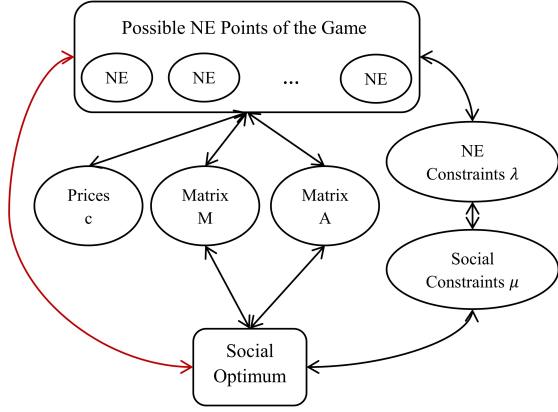 Possible NE Points of the Game
NE NE ... NE
NE
Constraints λ
Prices
c
Matrix
M
Matrix
A
Social
Constraints μ
Social
Optimum